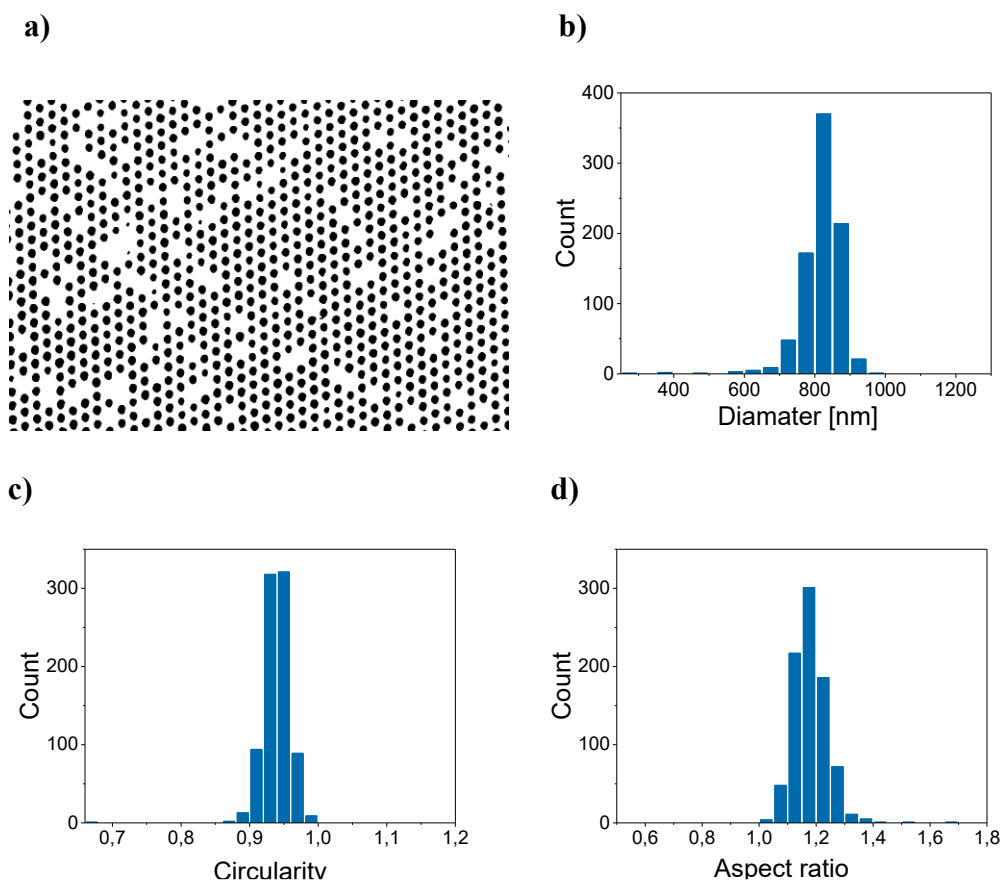 a)
b)
400
300
200
100
0
Count
400 600 800 1000 1200
Diamater [nm]
c)
d)
300
200
100
0
Count
0,7 0,8 0,9 1,0 1,1 1,2
Circularity
300
200
100
0
Count
0,6 0,8 1,0 1,2 1,4 1,6 1,8
Aspect ratio